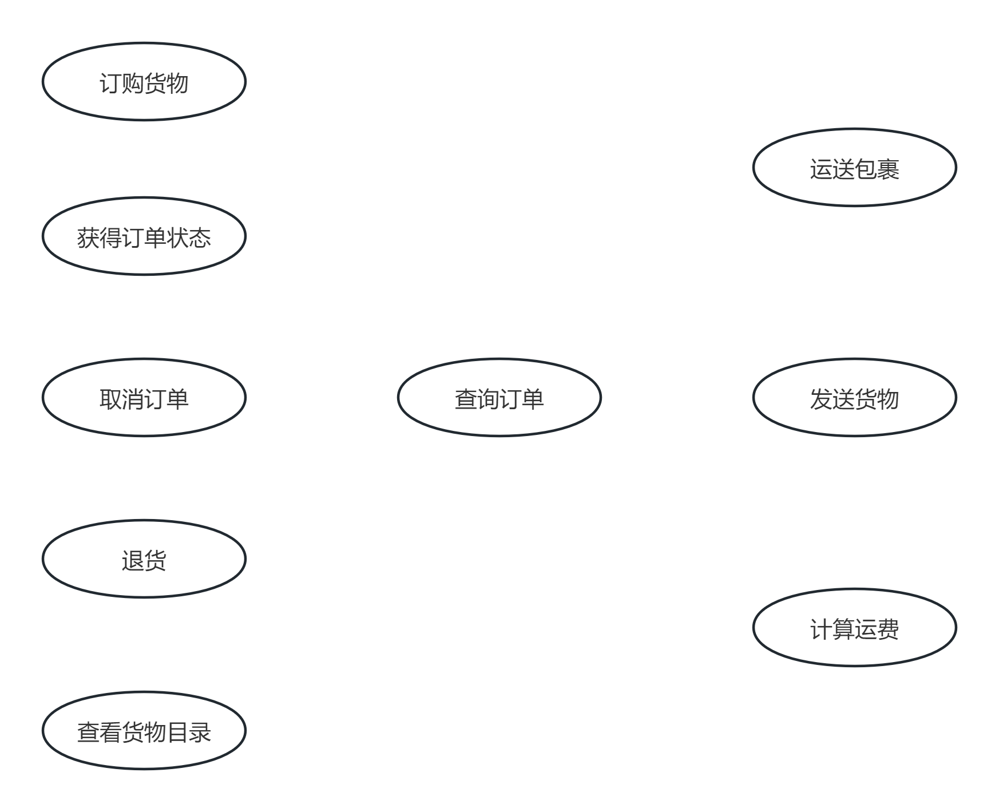 订购货物
运送包裹
获得订单状态
取消订单
查询订单
发送货物
退货
计算运费
查看货物目录